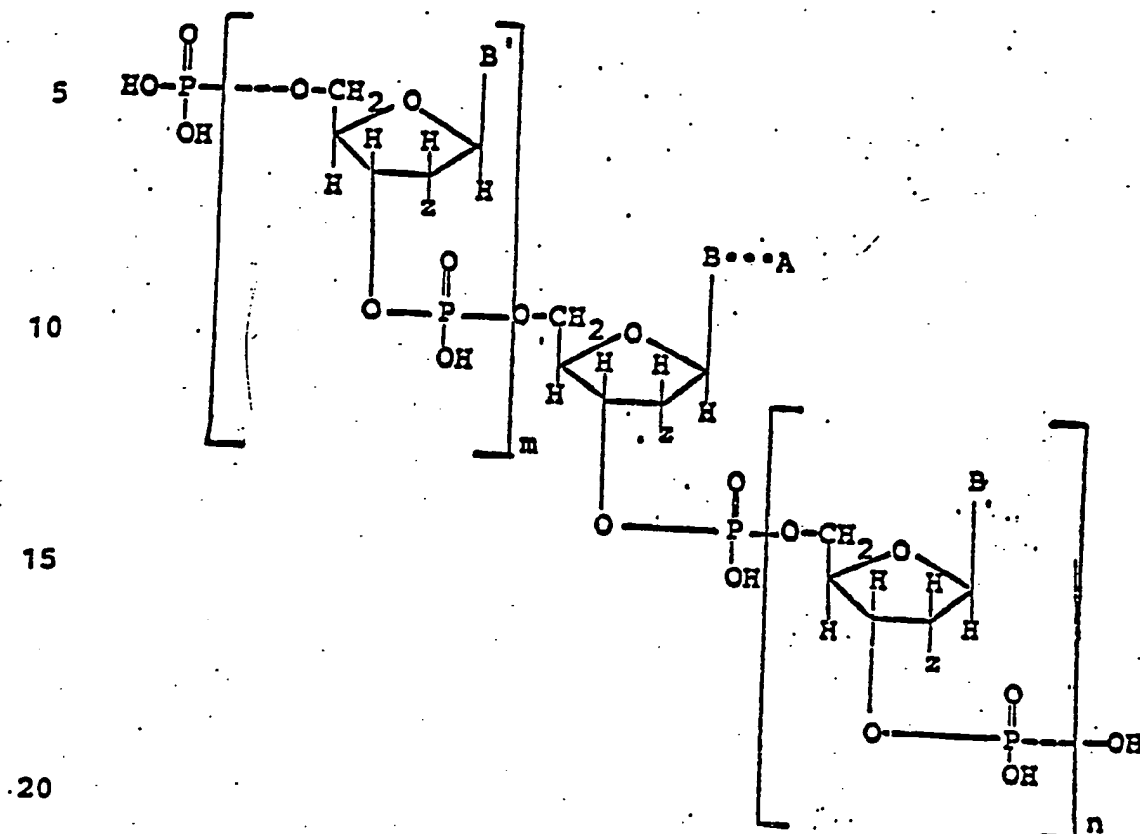 O B'
5 HO-P-O-CH2 O
OH H H
H z H
O B•••A
10 O-P-O-CH2 O
OH H H
H z H
m
O B
O-P-O-CH2 O
15 OH H H
H z H
O
O-P-OH
OH
20 n